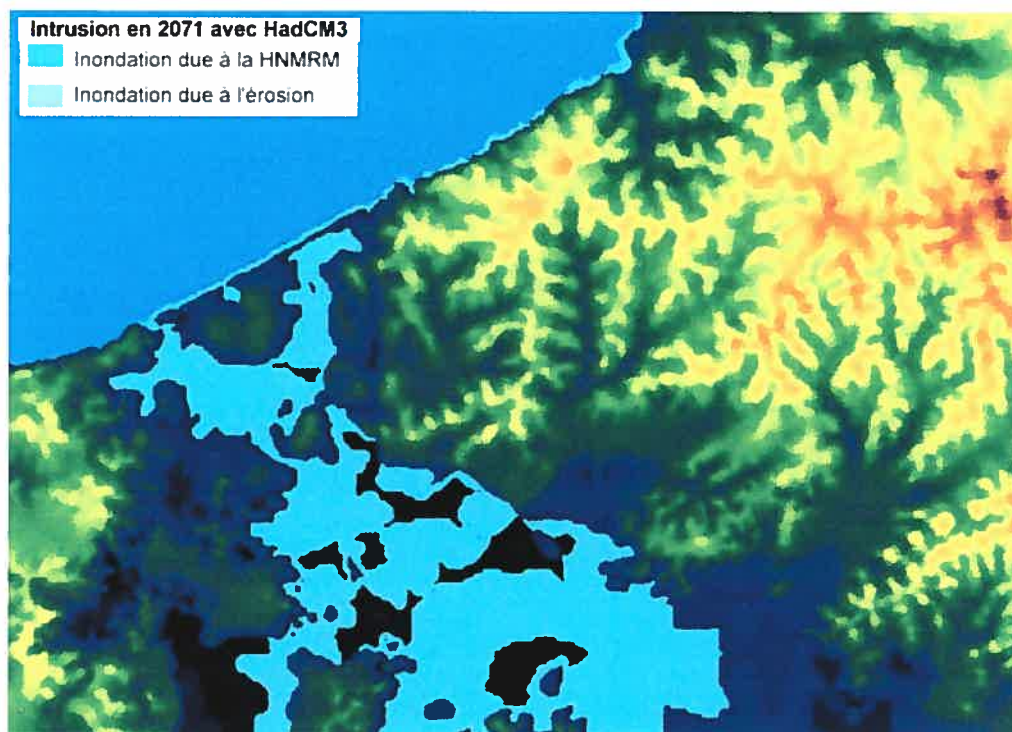 Intrusion en 2071 avec HadCM3
Inondation due à la HNMRM
Inondation due à l'érosion